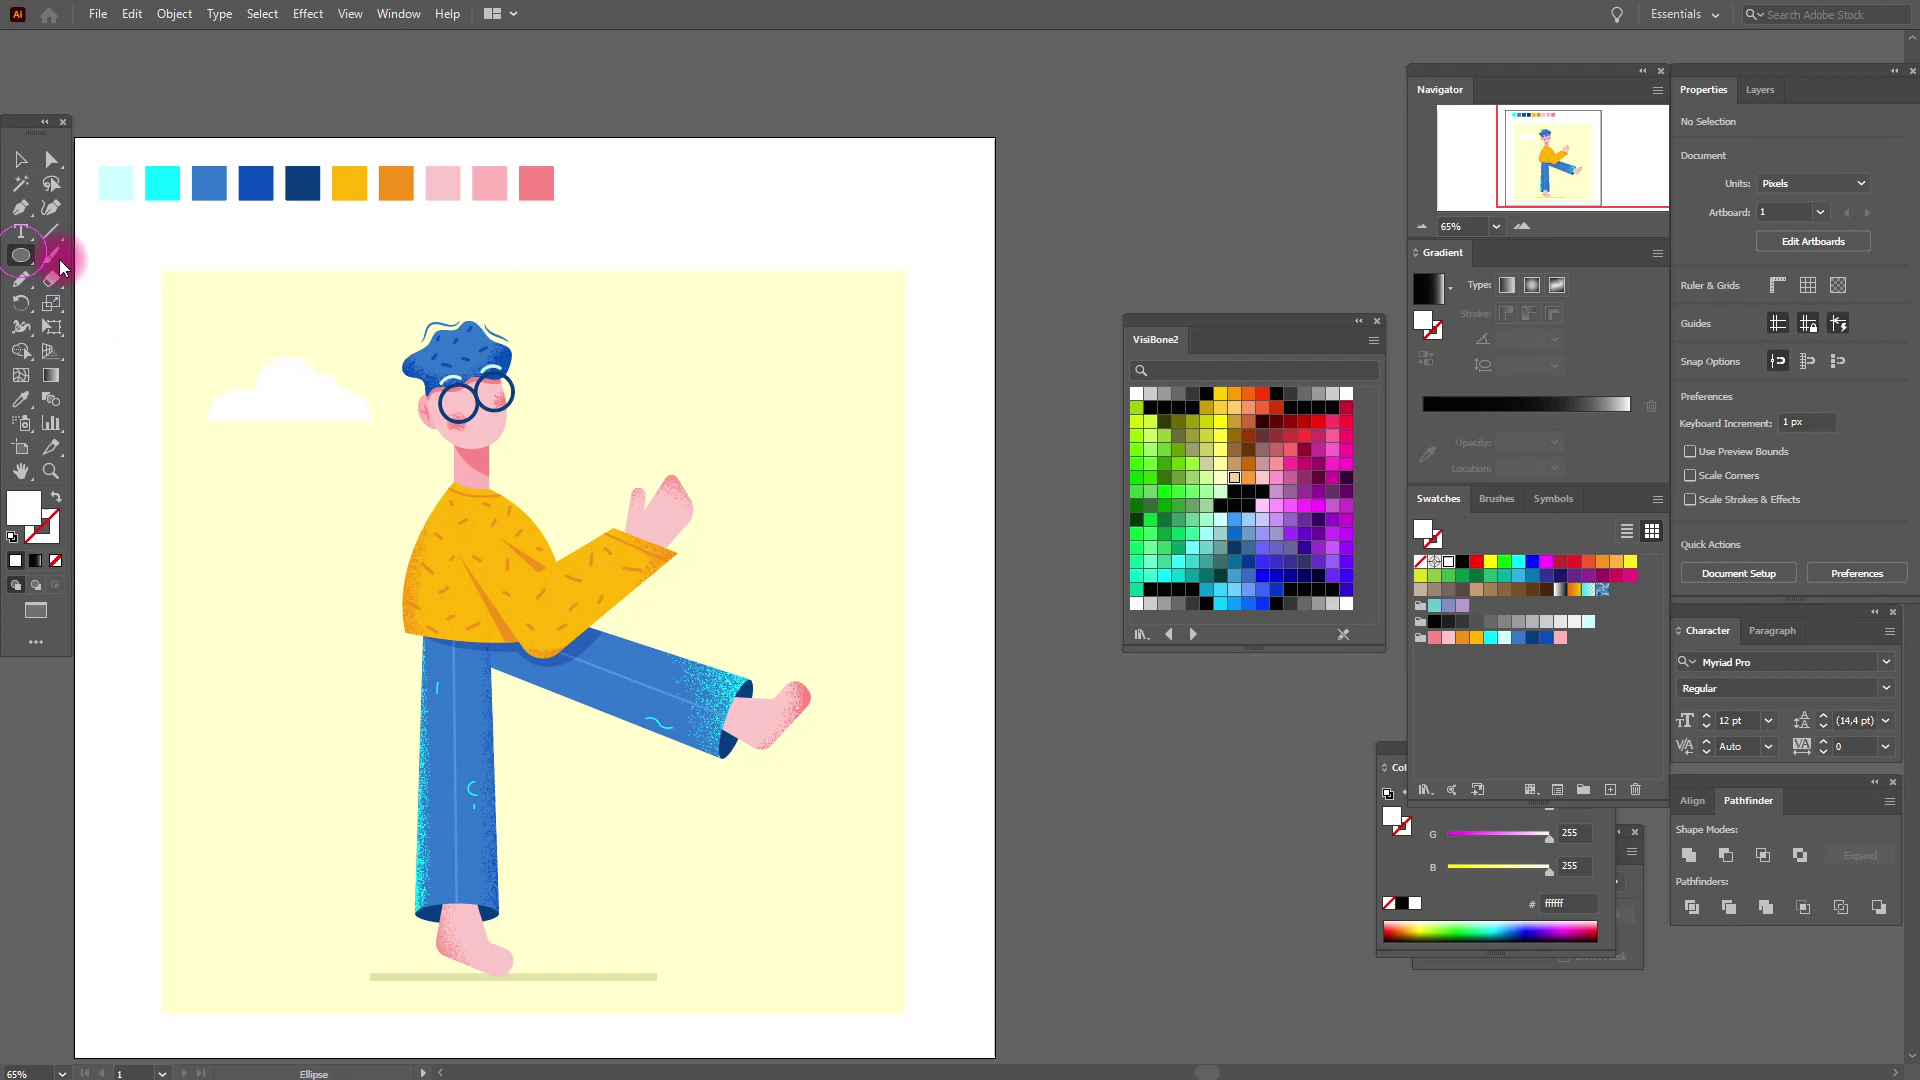 Ai File Edit Object Type Select Effect View Window Help Essentials Search Adobe Stock
Navigator
65%
Gradient
Type:
Stroke:
Opacity:
Location:
VisiBone2
Swatches Brushes Symbols
Col
G 255
B 255
# ffffff
Properties Layers
No Selection
Document
Units: Pixels
Artboard: 1
Edit Artboards
Ruler & Grids
Guides
Snap Options
Preferences
Keyboard Increment: 1 px
Use Preview Bounds
Scale Corners
Scale Strokes & Effects
Quick Actions
Document Setup Preferences
Character Paragraph
Myriad Pro
Regular
12 pt (14,4 pt)
Auto 0
Align Pathfinder
Shape Modes:
Expand
Pathfinders:
65% 1 Ellipse